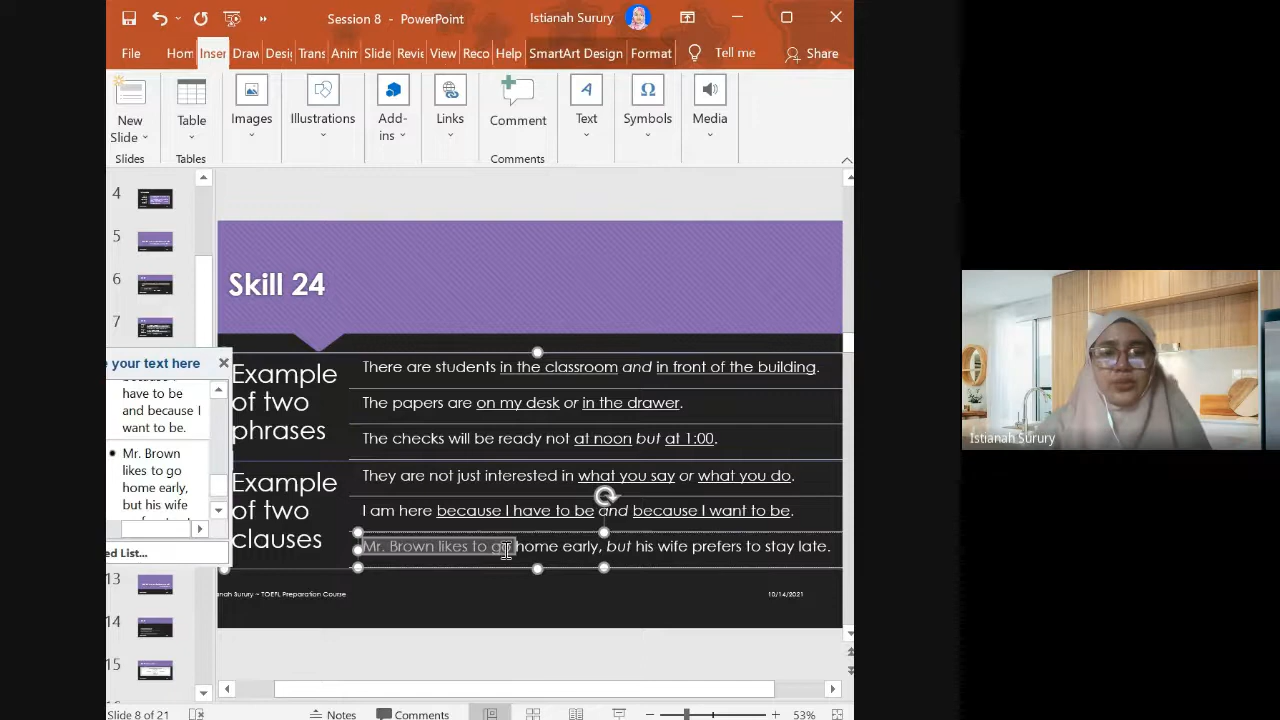 Session 8 - PowerPoint
Istianah Surury
File Hom Inser Draw Desig Trans Anim Slide Revie View Reco Help SmartArt Design Format Tell me Share
New Slide
Table
Images
Illustrations
Add-ins
Links
Comment
Text
Symbols
Media
Slides
Tables
Comments
4
5
6
7
e your text here
have to be
and because I
want to be.
Mr. Brown
likes to go
home early,
but his wife
ed List...
13
14
15
Skill 24
Example of two phrases
There are students in the classroom and in front of the building.
The papers are on my desk or in the drawer.
The checks will be ready not at noon but at 1:00.
Example of two clauses
They are not just interested in what you say or what you do.
I am here because I have to be and because I want to be.
Mr. Brown likes to go home early, but his wife prefers to stay late.
anah Surury ~ TOEFL Preparation Course
10/14/2021
Slide 8 of 21
Notes
Comments
53%
Istianah Surury